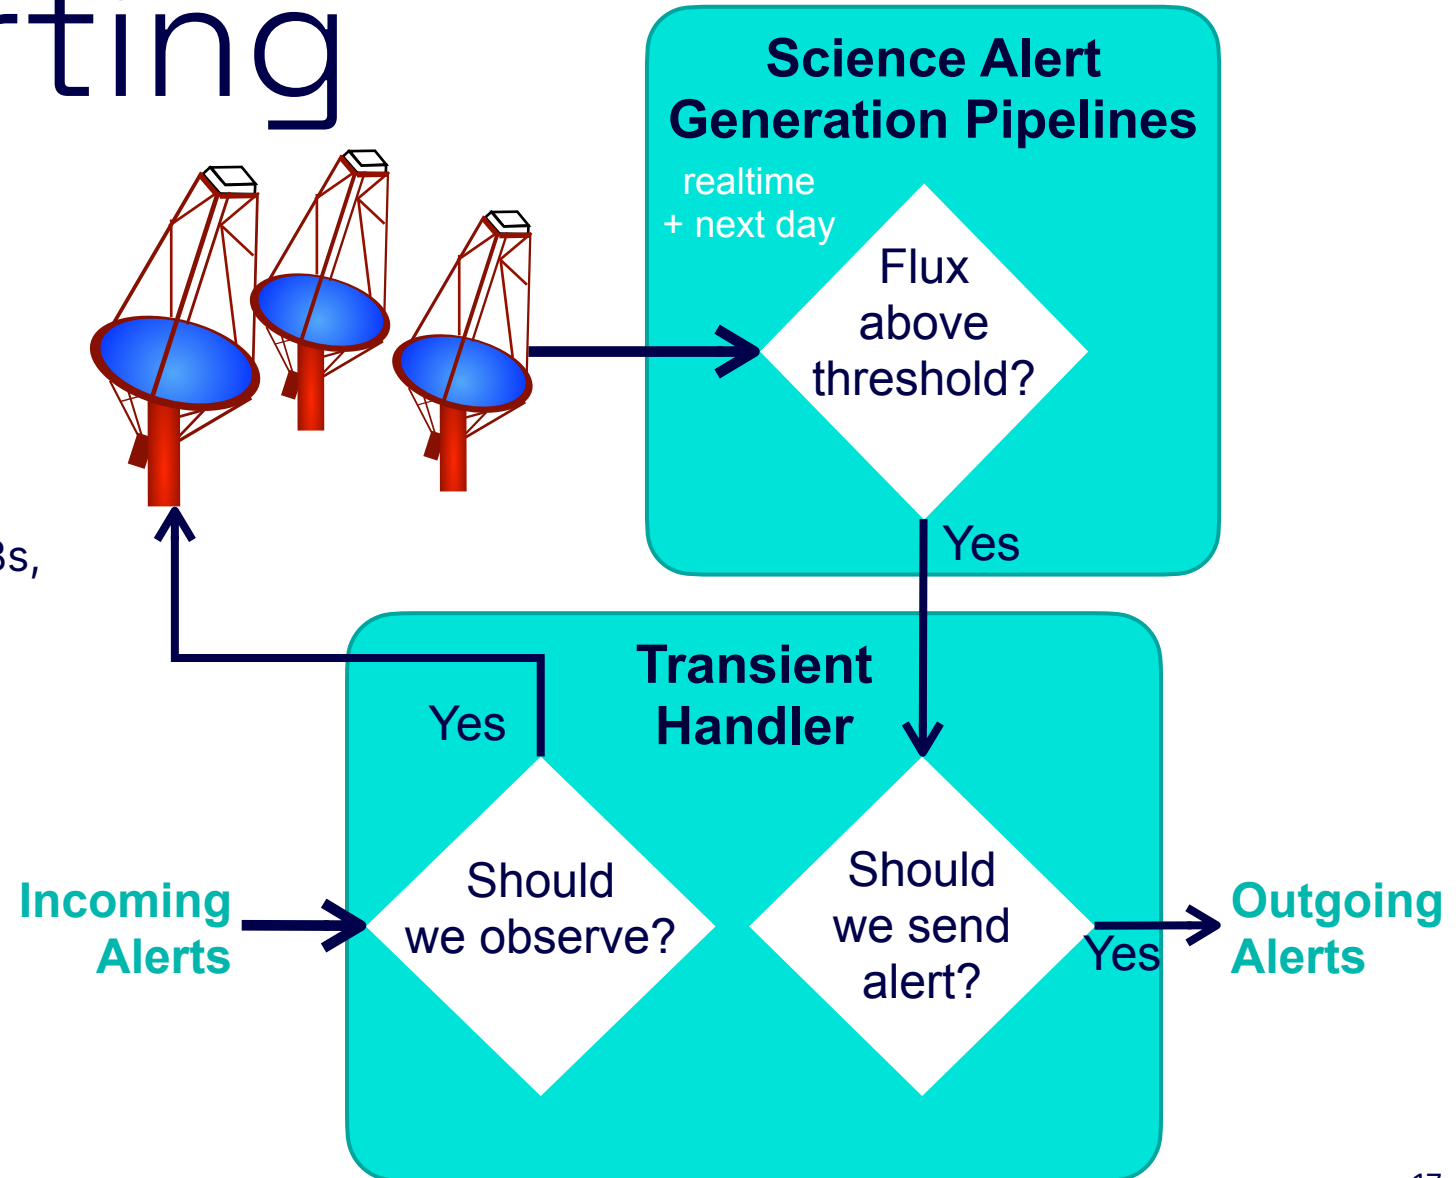 rting
Science Alert
Generation Pipelines
realtime
+ next day
Flux
above
threshold?
Yes
s,
Transient
Handler
Yes
Should
we observe?
Should
we send
alert?
Incoming
Alerts
Yes
Outgoing
Alerts